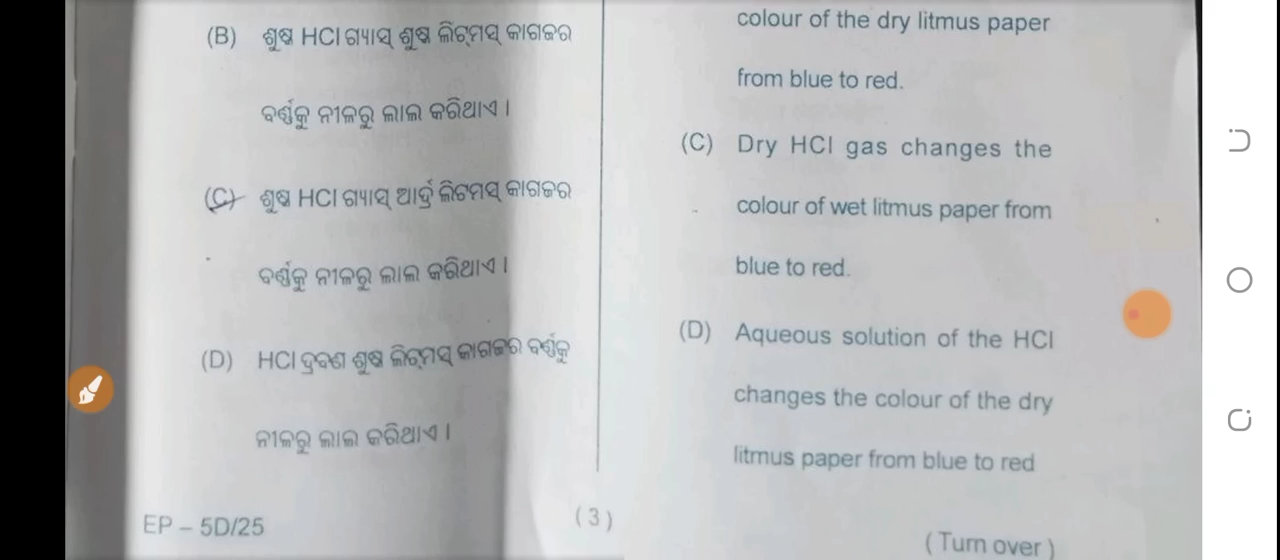 (B) ଶୁଷ୍କ HCl ଗ୍ୟାସ୍ ଶୁଷ୍କ ଲିଟ୍‌ମସ୍ କାଗଜର
ବର୍ଣ୍ଣକୁ ନୀଳରୁ ଲାଲ କରିଥାଏ ।
(C) ଶୁଷ୍କ HCl ଗ୍ୟାସ୍ ଆର୍ଦ୍ର ଲିଟମସ୍ କାଗଜର
ବର୍ଣ୍ଣକୁ ନୀଳରୁ ଲାଲ କରିଥାଏ ।
(D) HCl ଦ୍ରବଣ ଶୁଷ୍କ ଲିଟ୍‌ମସ୍ କାଗଜର ବର୍ଣ୍ଣକୁ
ନୀଳରୁ ଲାଲ କରିଥାଏ ।
EP – 5D/25
colour of the dry litmus paper
from blue to red.
(C) Dry HCl gas changes the
colour of wet litmus paper from
blue to red.
(D) Aqueous solution of the HCl
changes the colour of the dry
litmus paper from blue to red
(3)
(Turn over)